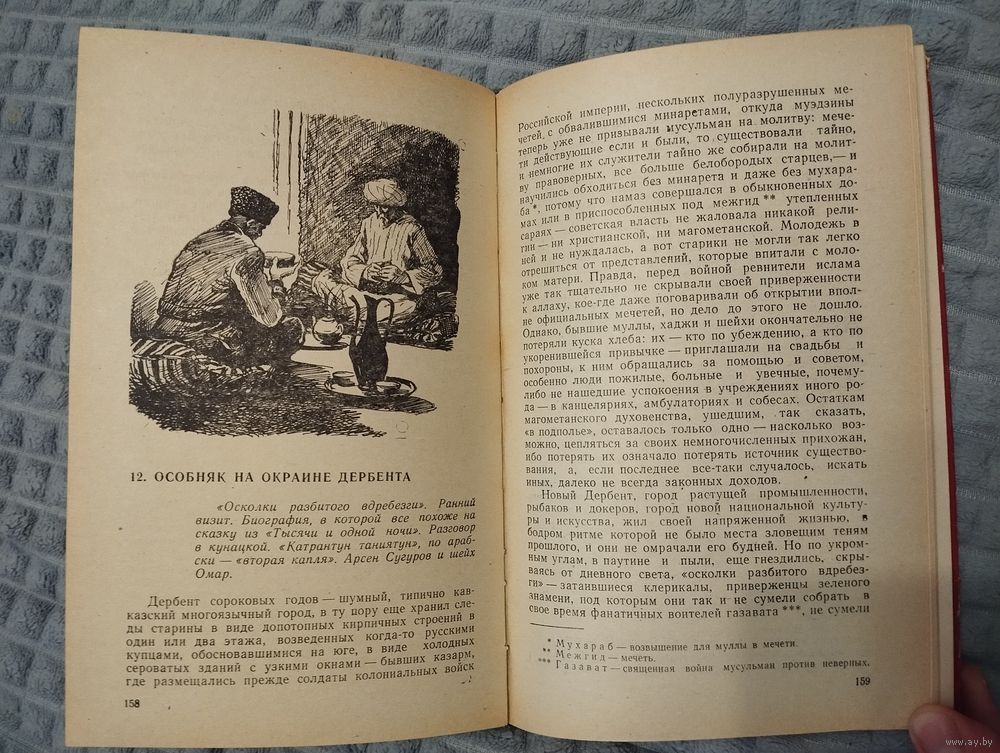 12. ОСОБНЯК НА ОКРАИНЕ ДЕРБЕНТА
«Осколки разбитого вдребезги». Ранний
визит. Биография, в которой все похоже на
сказку из «Тысячи и одной ночи». Разговор
в кунацкой. «Катрантун таниятун», по араб-
ски — «вторая капля». Арсен Сугуров и шейх
Омар.
Дербент сороковых годов — шумный, типично кав-
казский многоязычный город, в ту пору еще хранил сле-
ды старины в виде допотопных кирпичных строений в
один или два этажа, возведенных когда-то русскими
купцами, обосновавшимися на юге, в виде холодных
сероватых зданий с узкими окнами — бывших казарм,
где размещались прежде солдаты колониальных войск
158
Российской империи, нескольких полуразрушенных ме-
четей, с обвалившимися минаретами, откуда муэдзины
теперь уже не призывали мусульман на молитву: мече-
ти действующие если и были, то существовали тайно,
и немногие их служители тайно же собирали на молит-
ву правоверных, все больше белобородых старцев,— и
научились обходиться без минарета и даже без мухара-
ба*, потому что намаз совершался в обыкновенных до-
мах или в приспособленных под межгид** утепленных
сараях — советская власть не жаловала никакой рели-
гий — ни христианской, ни магометанской. Молодежь в
ней и не нуждалась, а вот старики не могли так легко
отрешиться от представлений, которые впитали с моло-
ком матери. Правда, перед войной ревнители ислама
уже так тщательно не скрывали своей приверженности
к аллаху, кое-где даже поговаривали об открытии впол-
не официальных мечетей, но дело до этого не дошло.
Однако, бывшие муллы, хаджи и шейхи окончательно не
потеряли куска хлеба: их — кто по убеждению, а кто по
укоренившейся привычке — приглашали на свадьбы и
похороны, к ним обращались за помощью и советом,
особенно люди пожилые, больные и увечные, почему-
либо не нашедшие успокоения в учреждениях иного ро-
да — в канцеляриях, амбулаториях и собесах. Остаткам
магометанского духовенства, ушедшим, так сказать,
«в подполье», оставалось только одно — насколько воз-
можно, цепляться за своих немногочисленных прихожан,
ибо потерять их означало потерять источник существо-
вания, а, если последнее все-таки случалось, искать
иных, далеко не всегда законных доходов.
Новый Дербент, город растущей промышленности,
рыбаков и докеров, город новой национальной культу-
ры и искусства, жил своей напряженной жизнью, в
бодром ритме которой не было места зловещим теням
прошлого, и они не омрачали его будней. Но по укром-
ным углам, в паутине и пыли, еще гнездились, скры-
ваясь от дневного света, «осколки разбитого вдребез-
ги» — затаившиеся клерикалы, приверженцы зеленого
знамени, под которым они так и не сумели собрать в
свое время фанатичных воителей газавата***, не сумели
* Мухараб — возвышение для муллы в мечети.
** Межгид — мечеть.
*** Газават — священная война мусульман против неверных.
159
www.ay.by